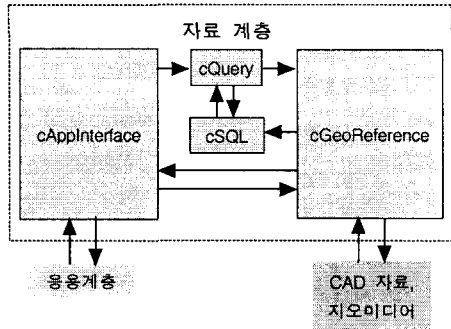 자료 계층
cQuery
cAppInterface
cSQL
cGeoReference
응용계층
CAD 자료,
지오미디어